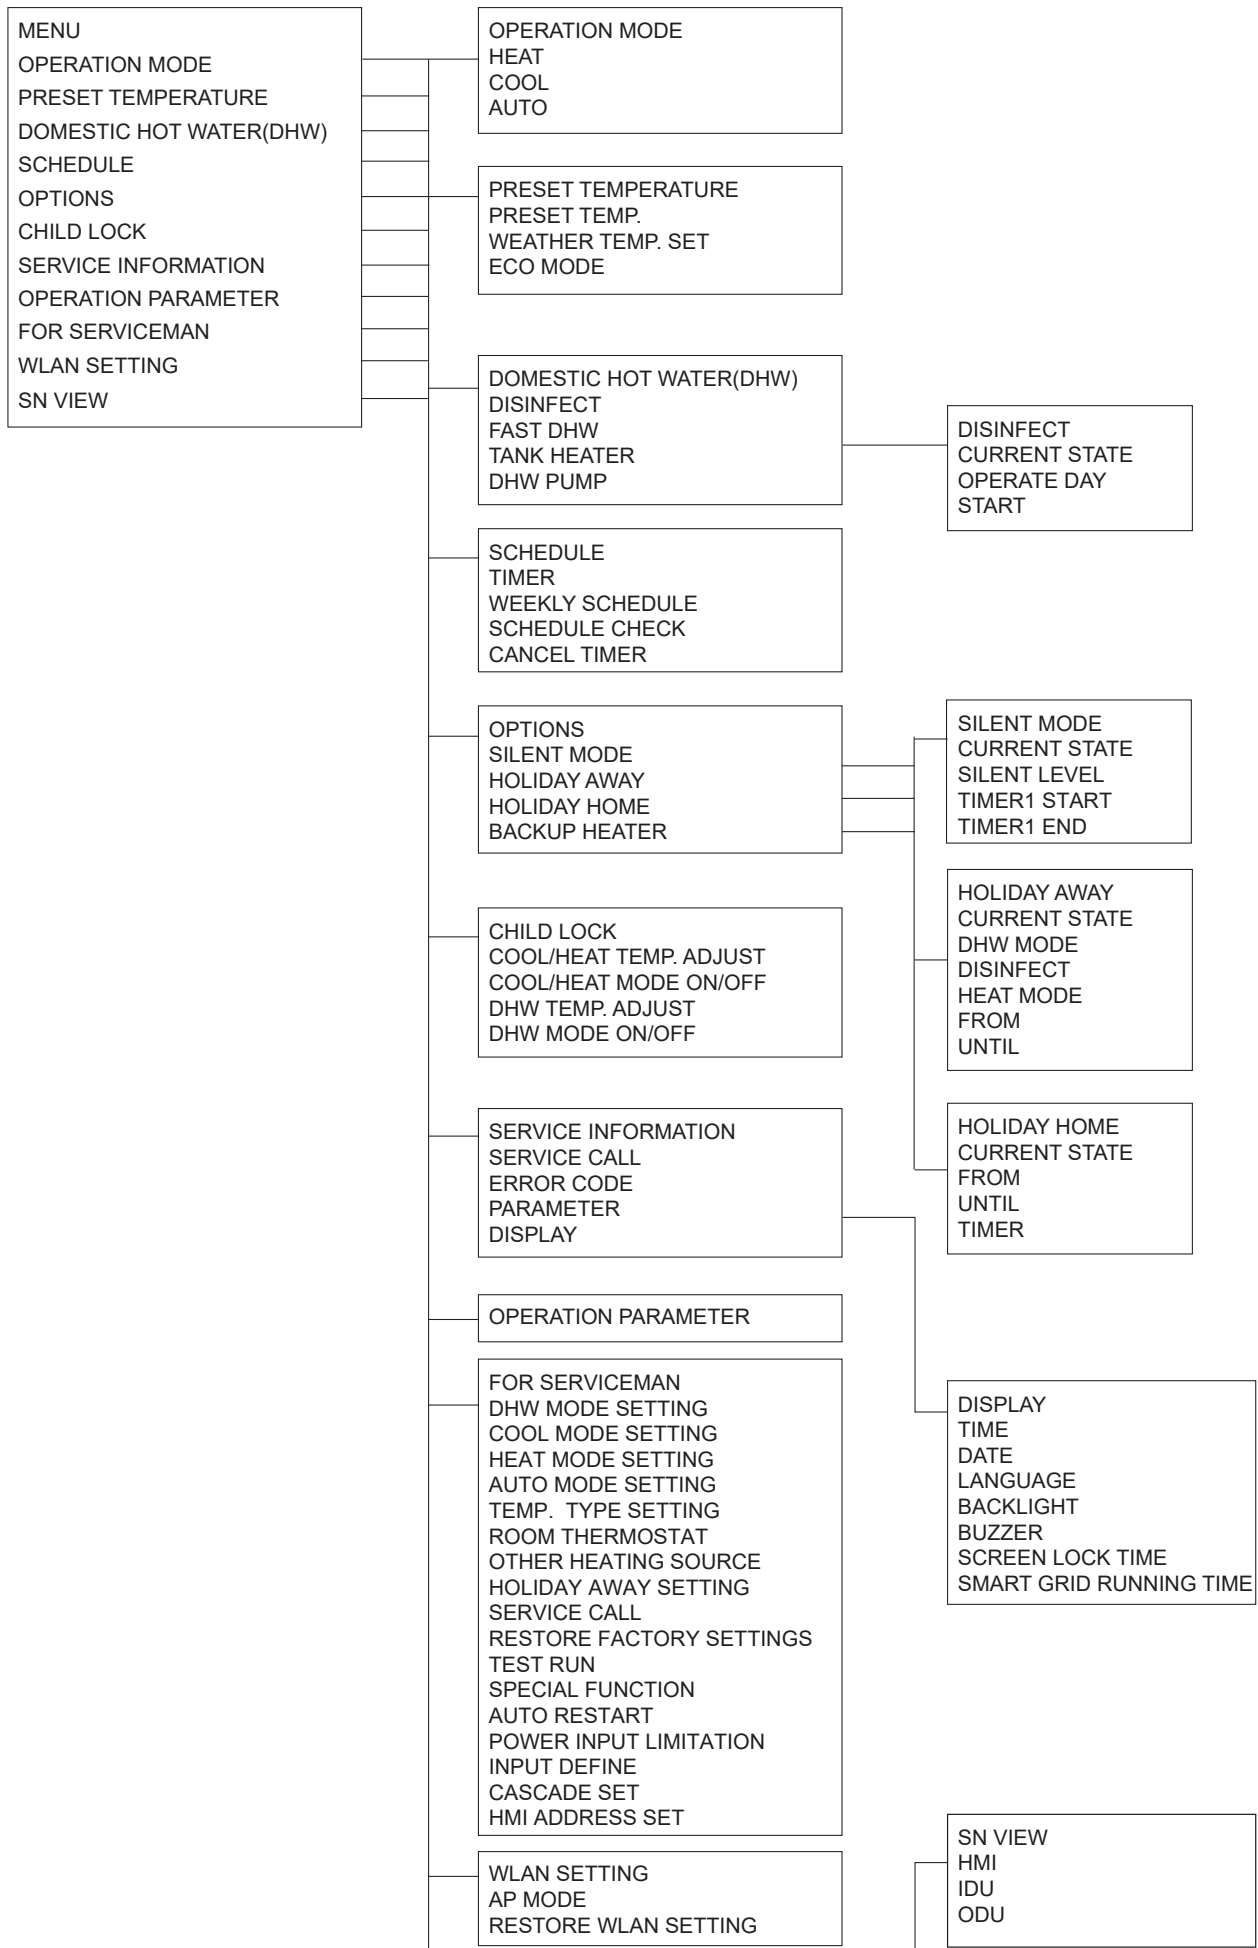 MENU
OPERATION MODE
PRESET TEMPERATURE
DOMESTIC HOT WATER(DHW)
SCHEDULE
OPTIONS
CHILD LOCK
SERVICE INFORMATION
OPERATION PARAMETER
FOR SERVICEMAN
WLAN SETTING
SN VIEW
OPERATION MODE
HEAT
COOL
AUTO
PRESET TEMPERATURE
PRESET TEMP.
WEATHER TEMP. SET
ECO MODE
DOMESTIC HOT WATER(DHW)
DISINFECT
FAST DHW
TANK HEATER
DHW PUMP
DISINFECT
CURRENT STATE
OPERATE DAY
START
SCHEDULE
TIMER
WEEKLY SCHEDULE
SCHEDULE CHECK
CANCEL TIMER
OPTIONS
SILENT MODE
HOLIDAY AWAY
HOLIDAY HOME
BACKUP HEATER
SILENT MODE
CURRENT STATE
SILENT LEVEL
TIMER1 START
TIMER1 END
HOLIDAY AWAY
CURRENT STATE
DHW MODE
DISINFECT
HEAT MODE
FROM
UNTIL
HOLIDAY HOME
CURRENT STATE
FROM
UNTIL
TIMER
CHILD LOCK
COOL/HEAT TEMP. ADJUST
COOL/HEAT MODE ON/OFF
DHW TEMP. ADJUST
DHW MODE ON/OFF
SERVICE INFORMATION
SERVICE CALL
ERROR CODE
PARAMETER
DISPLAY
DISPLAY
TIME
DATE
LANGUAGE
BACKLIGHT
BUZZER
SCREEN LOCK TIME
SMART GRID RUNNING TIME
OPERATION PARAMETER
FOR SERVICEMAN
DHW MODE SETTING
COOL MODE SETTING
HEAT MODE SETTING
AUTO MODE SETTING
TEMP. TYPE SETTING
ROOM THERMOSTAT
OTHER HEATING SOURCE
HOLIDAY AWAY SETTING
SERVICE CALL
RESTORE FACTORY SETTINGS
TEST RUN
SPECIAL FUNCTION
AUTO RESTART
POWER INPUT LIMITATION
INPUT DEFINE
CASCADE SET
HMI ADDRESS SET
WLAN SETTING
AP MODE
RESTORE WLAN SETTING
SN VIEW
HMI
IDU
ODU